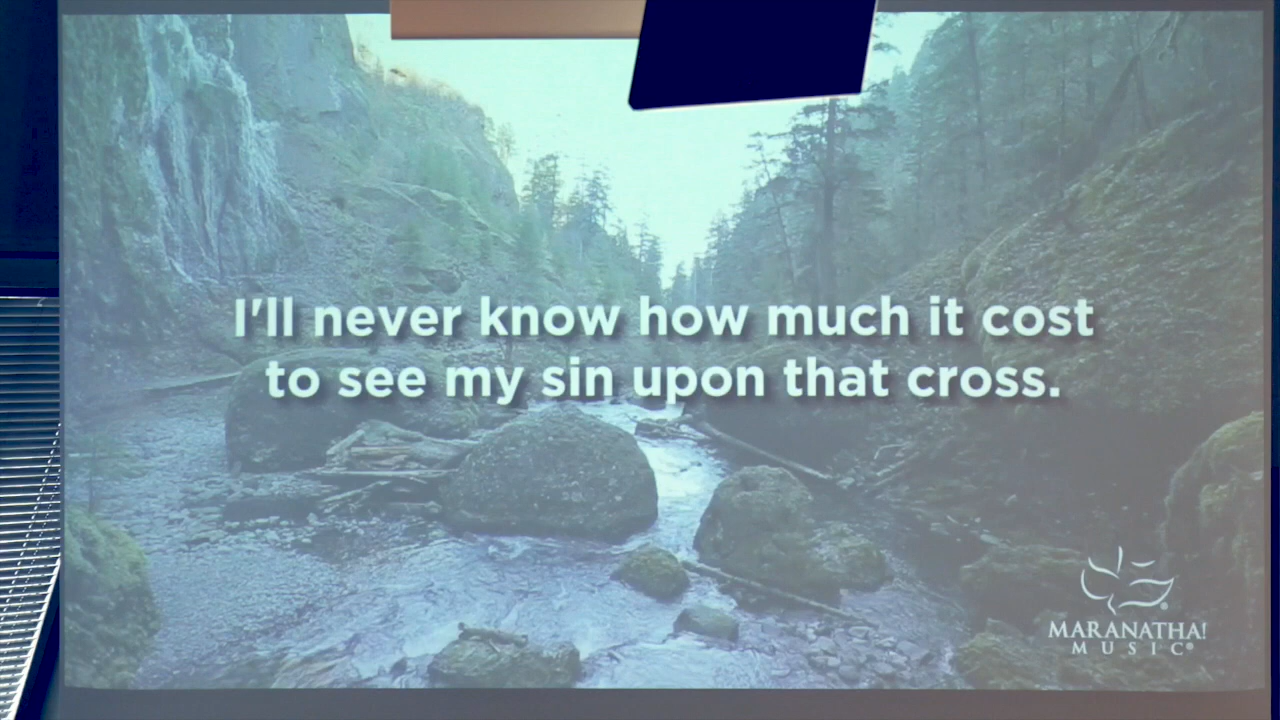 I'll never know how much it cost
to see my sin upon that cross.
MARANATHA!
MUSIC®